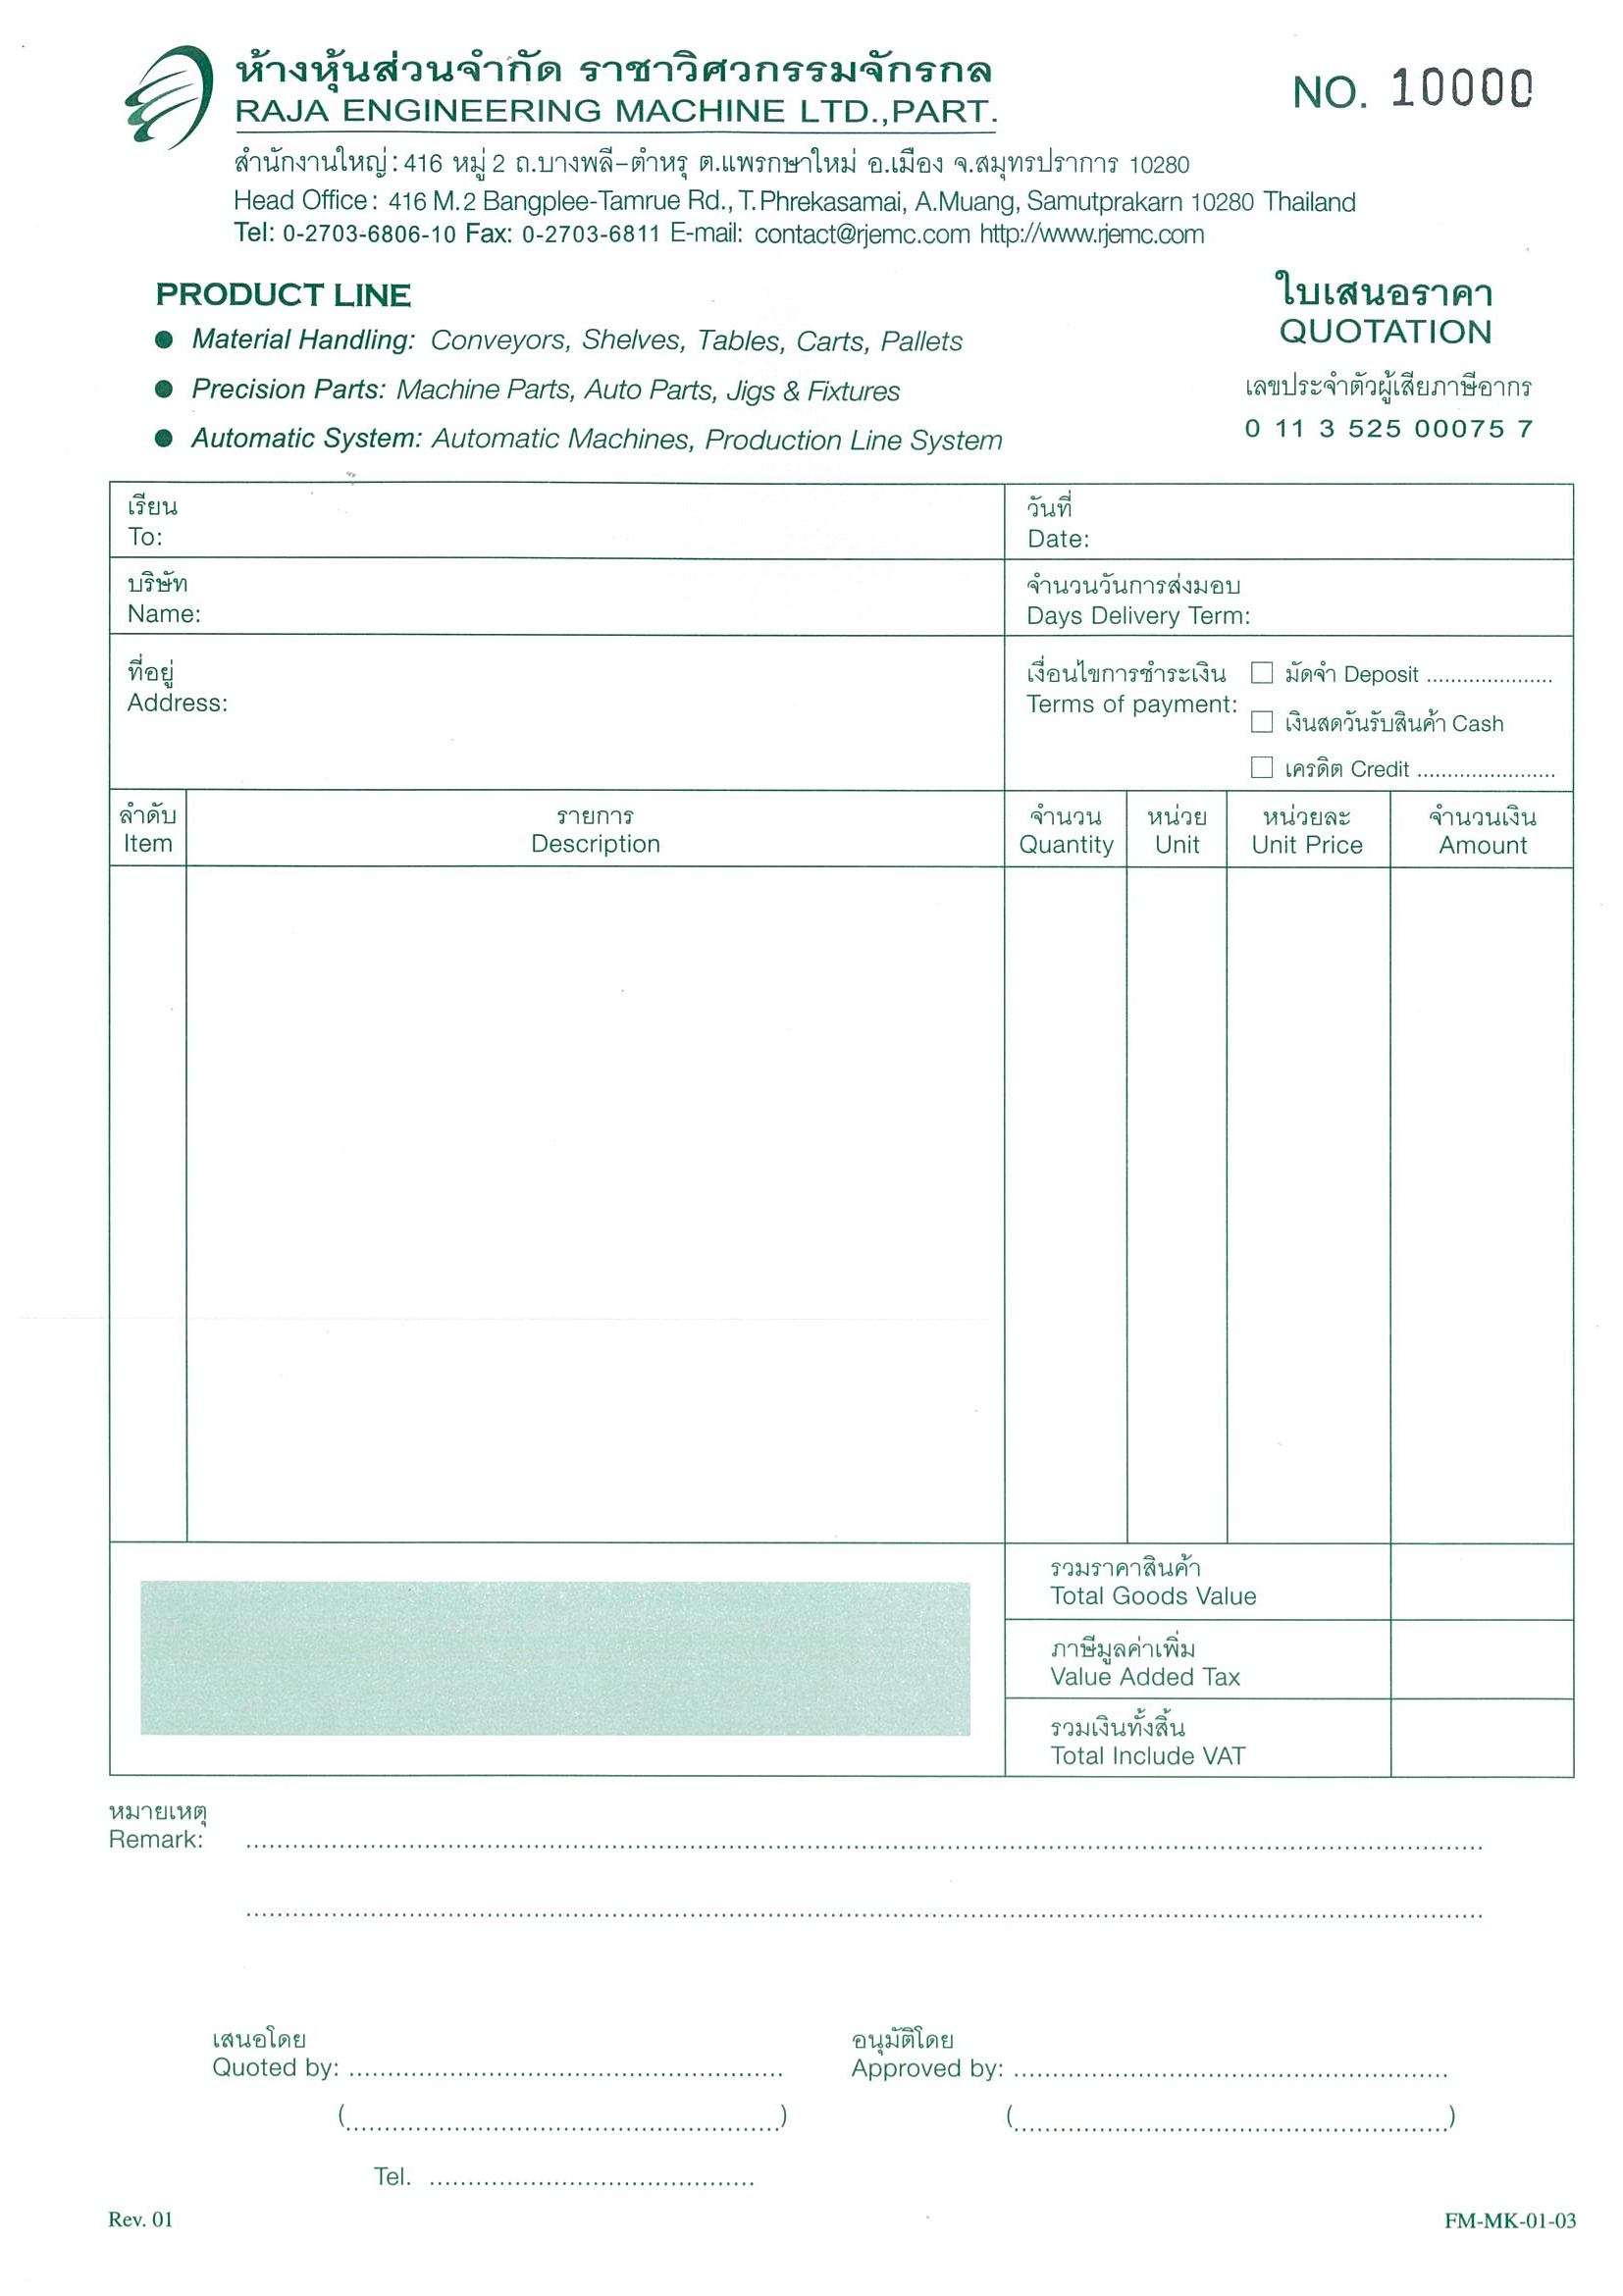 ห้างหุ้นส่วนจำกัด ราชาวิศวกรรมจักรกล
RAJA ENGINEERING MACHINE LTD.,PART.
NO. 10000
สำนักงานใหญ่ : 416 หมู่ 2 ถ.บางพลี-ตำหรุ ต.แพรกษาใหม่ อ.เมือง จ.สมุทรปราการ 10280
Head Office : 416 M.2 Bangplee-Tamrue Rd., T.Phrekasamai, A.Muang, Samutprakarn 10280 Thailand
Tel: 0-2703-6806-10 Fax: 0-2703-6811 E-mail: contact@rjemc.com http://www.rjemc.com
PRODUCT LINE
● Material Handling: Conveyors, Shelves, Tables, Carts, Pallets
● Precision Parts: Machine Parts, Auto Parts, Jigs & Fixtures
● Automatic System: Automatic Machines, Production Line System
ใบเสนอราคา
QUOTATION
เลขประจำตัวผู้เสียภาษีอากร
0 11 3 525 00075 7
เรียน
To:
วันที่
Date:
บริษัท
Name:
จำนวนวันการส่งมอบ
Days Delivery Term:
ที่อยู่
Address:
เงื่อนไขการชำระเงิน
Terms of payment:
มัดจำ Deposit .....................
เงินสดวันรับสินค้า Cash
เครดิต Credit .......................
ลำดับ
Item
รายการ
Description
จำนวน
Quantity
หน่วย
Unit
หน่วยละ
Unit Price
จำนวนเงิน
Amount
รวมราคาสินค้า
Total Goods Value
ภาษีมูลค่าเพิ่ม
Value Added Tax
รวมเงินทั้งสิ้น
Total Include VAT
หมายเหตุ
Remark:
เสนอโดย
Quoted by:
อนุมัติโดย
Approved by:
Tel.
Rev. 01
FM-MK-01-03